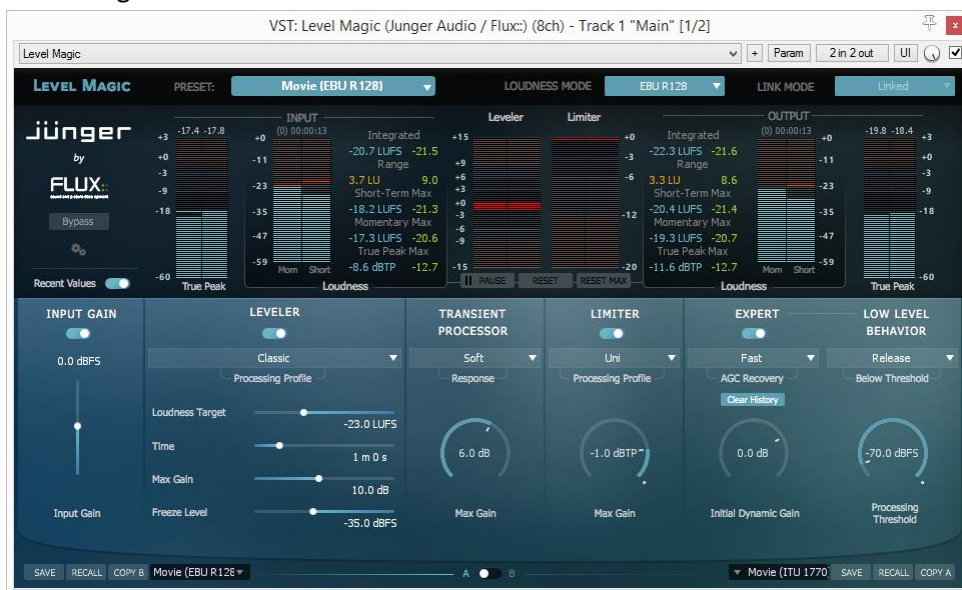 VST: Level Magic (Junger Audio / Flux::) (8ch) - Track 1 "Main" [1/2]
Level Magic + Param 2 in 2 out UI
LEVEL MAGIC PRESET: Movie (EBU R128) LOUDNESS MODE EBU R128 LINK MODE Linked
jünger
by
FLUX::
Bypass
Recent Values
-17.4 -17.8
+3
+0
-3
-9
-18
-60
True Peak
INPUT
(0) 00:00:13
+0
-11
-23
-35
-47
-59
Mom Short
Integrated
-20.7 LUFS -21.5
Range
3.7 LU 9.0
Short-Term Max
-18.2 LUFS -21.3
Momentary Max
-17.3 LUFS -20.6
True Peak Max
-8.6 dBTP -12.7
Loudness
Leveler Limiter
+15
+9
+6
+3
+0
-3
-6
-9
-15
+0
-3
-6
-12
-20
PAUSE RESET RESET MAX
OUTPUT
Integrated
-22.3 LUFS -21.6
Range
3.3 LU 8.6
Short-Term Max
-20.4 LUFS -21.4
Momentary Max
-19.3 LUFS -20.7
True Peak Max
-11.6 dBTP -12.7
(0) 00:00:13
+0
-11
-23
-35
-47
-59
Mom Short
Loudness
-19.8 -18.4
+3
+0
-3
-9
-18
-60
True Peak
INPUT GAIN
0.0 dBFS
Input Gain
LEVELER
Classic
Processing Profile
Loudness Target
-23.0 LUFS
Time
1 m 0 s
Max Gain
10.0 dB
Freeze Level
-35.0 dBFS
TRANSIENT
PROCESSOR
Soft
Response
6.0 dB
Max Gain
LIMITER
Uni
Processing Profile
-1.0 dBTP
Max Gain
EXPERT
Fast
AGC Recovery
Clear History
0.0 dB
Initial Dynamic Gain
LOW LEVEL
BEHAVIOR
Release
Below Threshold
-70.0 dBFS
Processing
Threshold
SAVE RECALL COPY B Movie (EBU R128 A B Movie (ITU 1770) SAVE RECALL COPY A